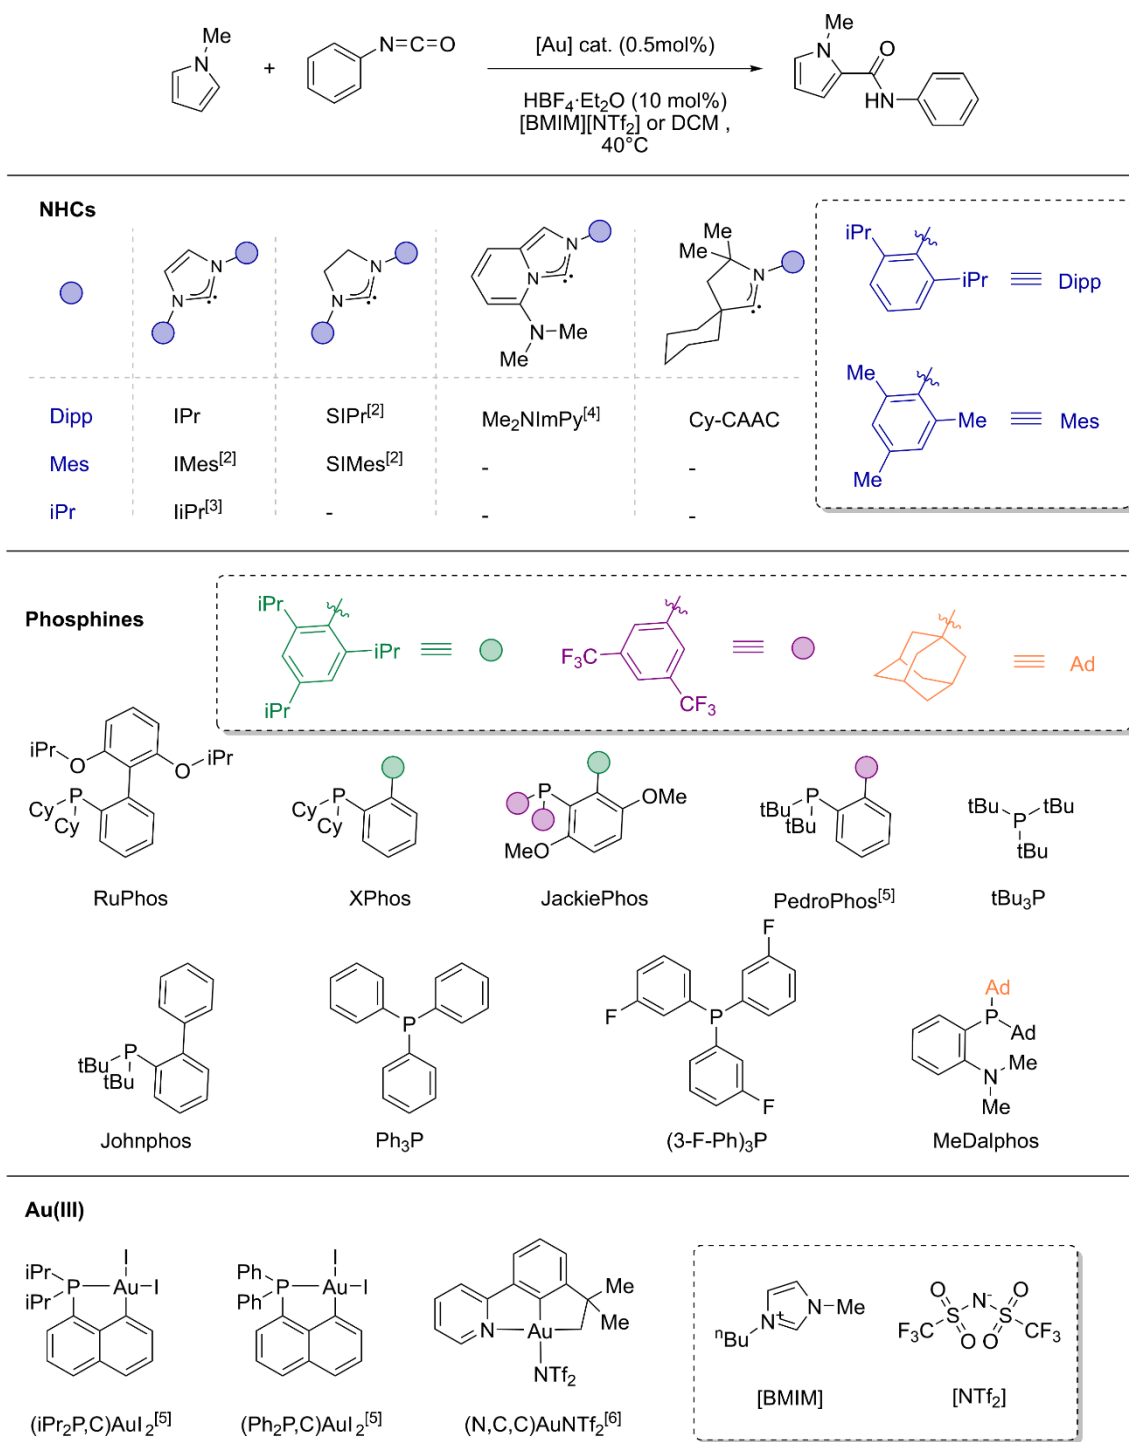 Me
N
+
N=C=O
[Au] cat. (0.5mol%)
HBF4·Et2O (10 mol%)
[BMIM][NTf2] or DCM ,
40°C
Me
N
O
HN
NHCs
N
N
N
N
N
N
N
Me
Me
Me
Me
N
iPr
iPr
Dipp
Me
Me
Me
Mes
Dipp
IPr
SIPr[2]
Me2NImPy[4]
Cy-CAAC
Mes
IMes[2]
SIMes[2]
-
-
iPr
IiPr[3]
-
-
-
Phosphines
iPr
iPr
iPr
F3C
CF3
Ad
iPr
O
O
iPr
P
Cy
Cy
P
Cy
Cy
P
OMe
MeO
tBu
P
tBu
tBu
tBu
P
tBu
RuPhos
XPhos
JackiePhos
PedroPhos[5]
tBu3P
tBu
P
tBu
P
F
F
P
F
Ad
P
Ad
N
Me
Me
Johnphos
Ph3P
(3-F-Ph)3P
MeDalphos
Au(III)
iPr
iPr
P
Au
I
I
Ph
Ph
P
Au
I
I
N
Au
Me
Me
NTf2
N+
N
Me
nBu
[BMIM]
O
O
S
N-
S
O
O
F3C
CF3
[NTf2]
(iPr2P,C)AuI2[5]
(Ph2P,C)AuI2[5]
(N,C,C)AuNTf2[6]